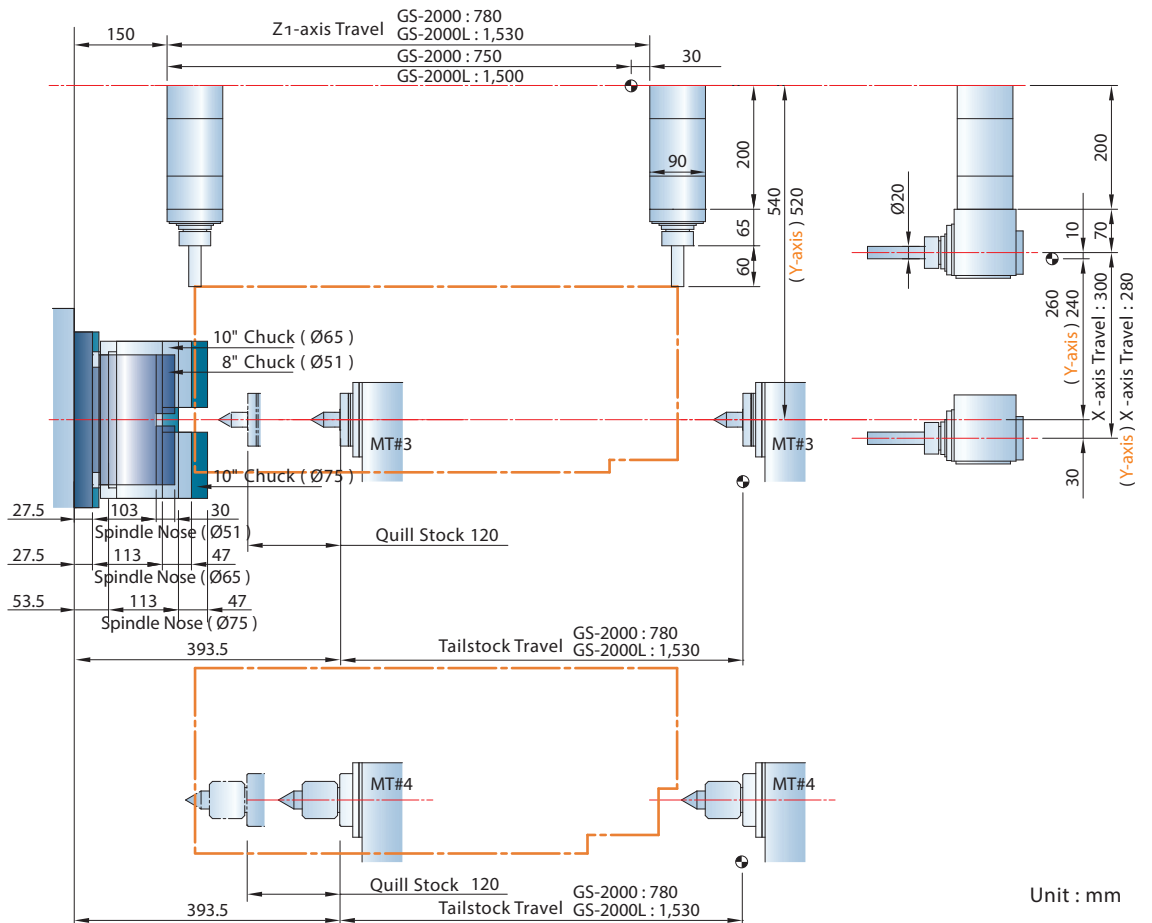 GS-2000 : 780
150
Z1-axis Travel
GS-2000L : 1,530
GS-2000 : 750
30
GS-2000L : 1,500
200
90
65
60
540
( Y-axis ) 520
Ø20
200
10
70
260
( Y-axis ) 240
X -axis Travel : 300
( Y-axis ) X -axis Travel : 280
30
10" Chuck ( Ø65 )
8" Chuck ( Ø51 )
MT#3
MT#3
10" Chuck ( Ø75 )
27.5 103 30
Spindle Nose ( Ø51 )
Quill Stock 120
27.5 113 47
Spindle Nose ( Ø65 )
53.5 113 47
Spindle Nose ( Ø75 )
GS-2000 : 780
393.5
Tailstock Travel
GS-2000L : 1,530
MT#4
MT#4
Quill Stock 120
GS-2000 : 780
393.5
Tailstock Travel
GS-2000L : 1,530
Unit : mm